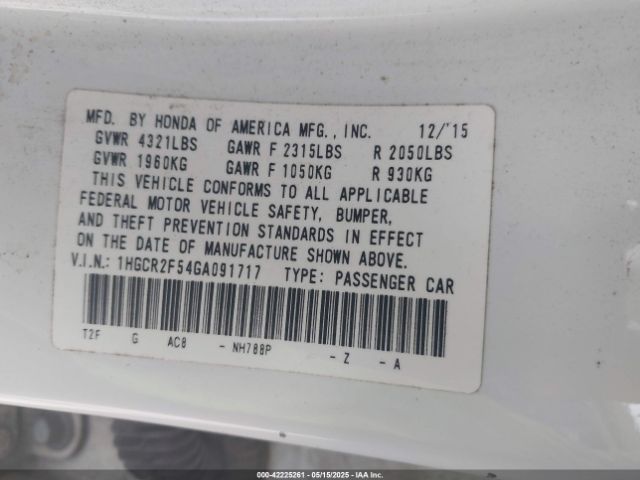 MFD. BY HONDA OF AMERICA MFG., INC. 12/'15
GVWR 4321LBS GAWR F 2315LBS R 2050LBS
GVWR 1960KG GAWR F 1050KG R 930KG
THIS VEHICLE CONFORMS TO ALL APPLICABLE
FEDERAL MOTOR VEHICLE SAFETY, BUMPER,
AND THEFT PREVENTION STANDARDS IN EFFECT
ON THE DATE OF MANUFACTURE SHOWN ABOVE.
V.I.N.: 1HGCR2F54GA091717 TYPE: PASSENGER CAR
T2F G AC8 - NH788P - Z - A
000-42225261 - 05/15/2025 - IAA Inc.